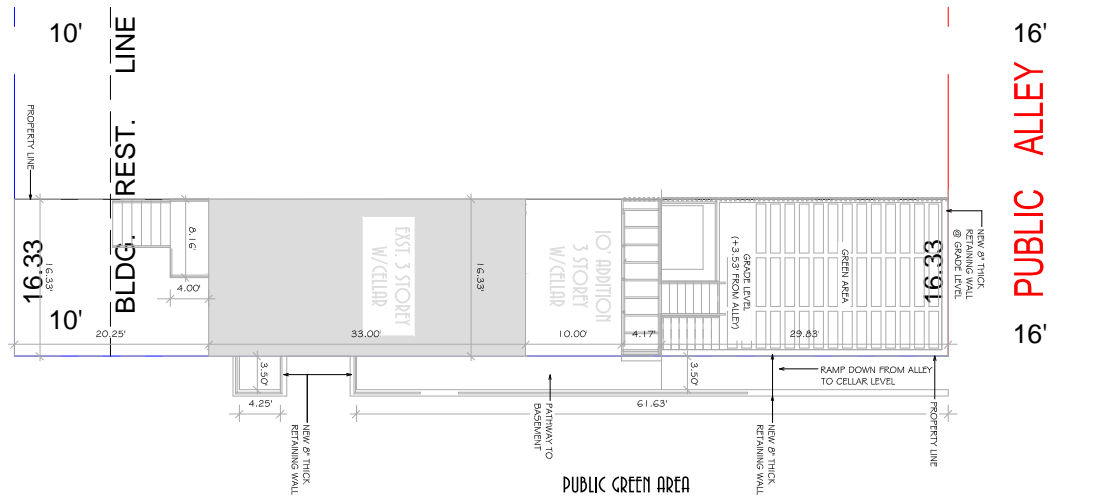 10'
BLDG. REST. LINE
16'
PUBLIC ALLEY
PROPERTY LINE
16.33
16.33'
8.16'
4.00'
10'
20.25'
EXST. 3 STOREY
W/CELLAR
33.00'
16.33'
10' ADDITION
3 STOREY
W/CELLAR
10.00'
4.17'
GRADE LEVEL
(+3.53' FROM ALLEY)
GREEN AREA
29.83'
16.33
NEW 8" THICK
RETAINING WALL
@ GRADE LEVEL
16'
3.50'
4.25'
NEW 8" THICK
RETAINING WALL
PATHWAY TO
BASEMENT
61.63'
3.50'
RAMP DOWN FROM ALLEY
TO CELLAR LEVEL
NEW 8" THICK
RETAINING WALL
PROPERTY LINE
PUBLIC GREEN AREA